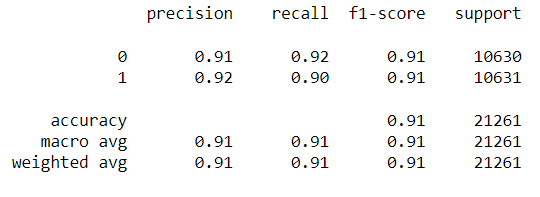 precision recall f1-score support
0 0.91 0.92 0.91 10630
1 0.92 0.90 0.91 10631
accuracy 0.91 21261
macro avg 0.91 0.91 0.91 21261
weighted avg 0.91 0.91 0.91 21261